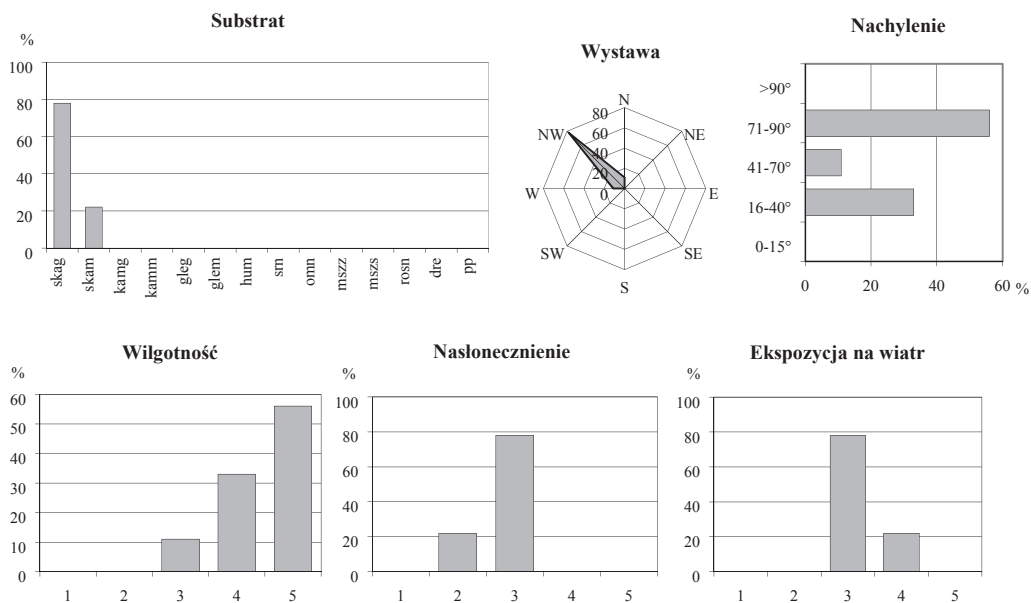 Substrat
%
100
80
60
40
20
0
skag
skam
kamg
kamm
gleg
glem
hum
srn
omn
mszz
mszs
rosn
dre
pp
Wystawa
N
NE
E
SE
S
SW
W
NW
80
60
40
20
0
Nachylenie
>90°
71-90°
41-70°
16-40°
0-15°
0 20 40 60 %
Wilgotność
%
60
50
40
30
20
10
0
1 2 3 4 5
Nasłonecznienie
%
100
80
60
40
20
0
1 2 3 4 5
Ekspozycja na wiatr
%
100
80
60
40
20
0
1 2 3 4 5